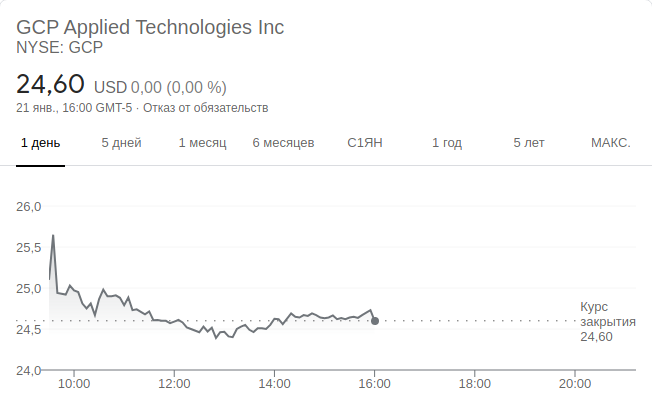 GCP Applied Technologies Inc
NYSE: GCP
24,60 USD 0,00 (0,00 %)
21 янв., 16:00 GMT-5 · Отказ от обязательств
1 день 5 дней 1 месяц 6 месяцев С1ЯН 1 год 5 лет МАКС.
26,0
25,5
25,0
24,5
24,0
Курс
закрытия
24,60
10:00 12:00 14:00 16:00 18:00 20:00